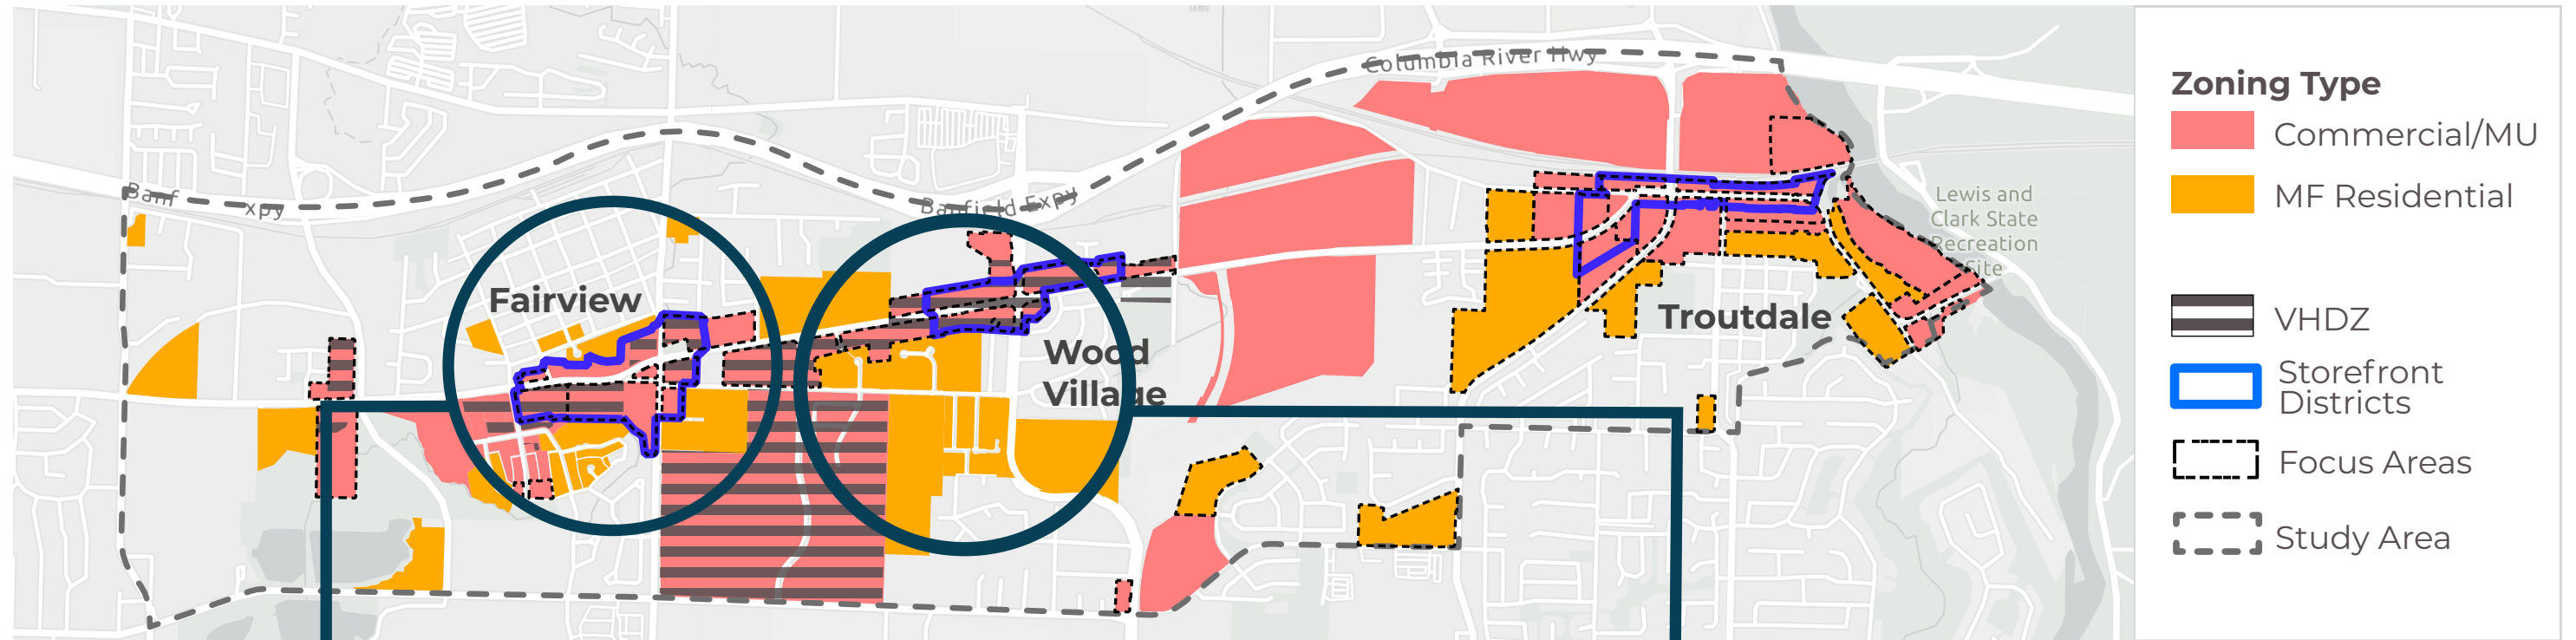 Columbia River Hwy
Banf
xpy
Banfield Expy
Lewis and
Clark State
Recreation
Site
Fairview
Wood
Village
Troutdale
Zoning Type
Commercial/MU
MF Residential
VHDZ
Storefront
Districts
Focus Areas
Study Area